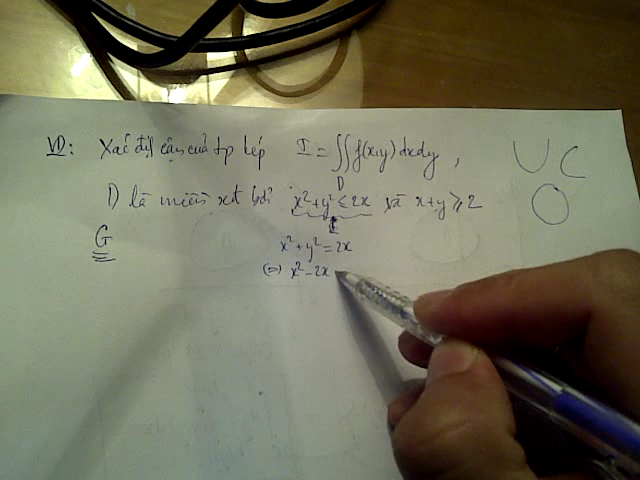 VD: Xác định cận của tp kép I = ∬ f(x,y) dxdy, ∪ C
D
D là miền xđ bởi x² + y² ≤ 2x và x + y ≥ 2 O
G x² + y² = 2x
(=) x² - 2x